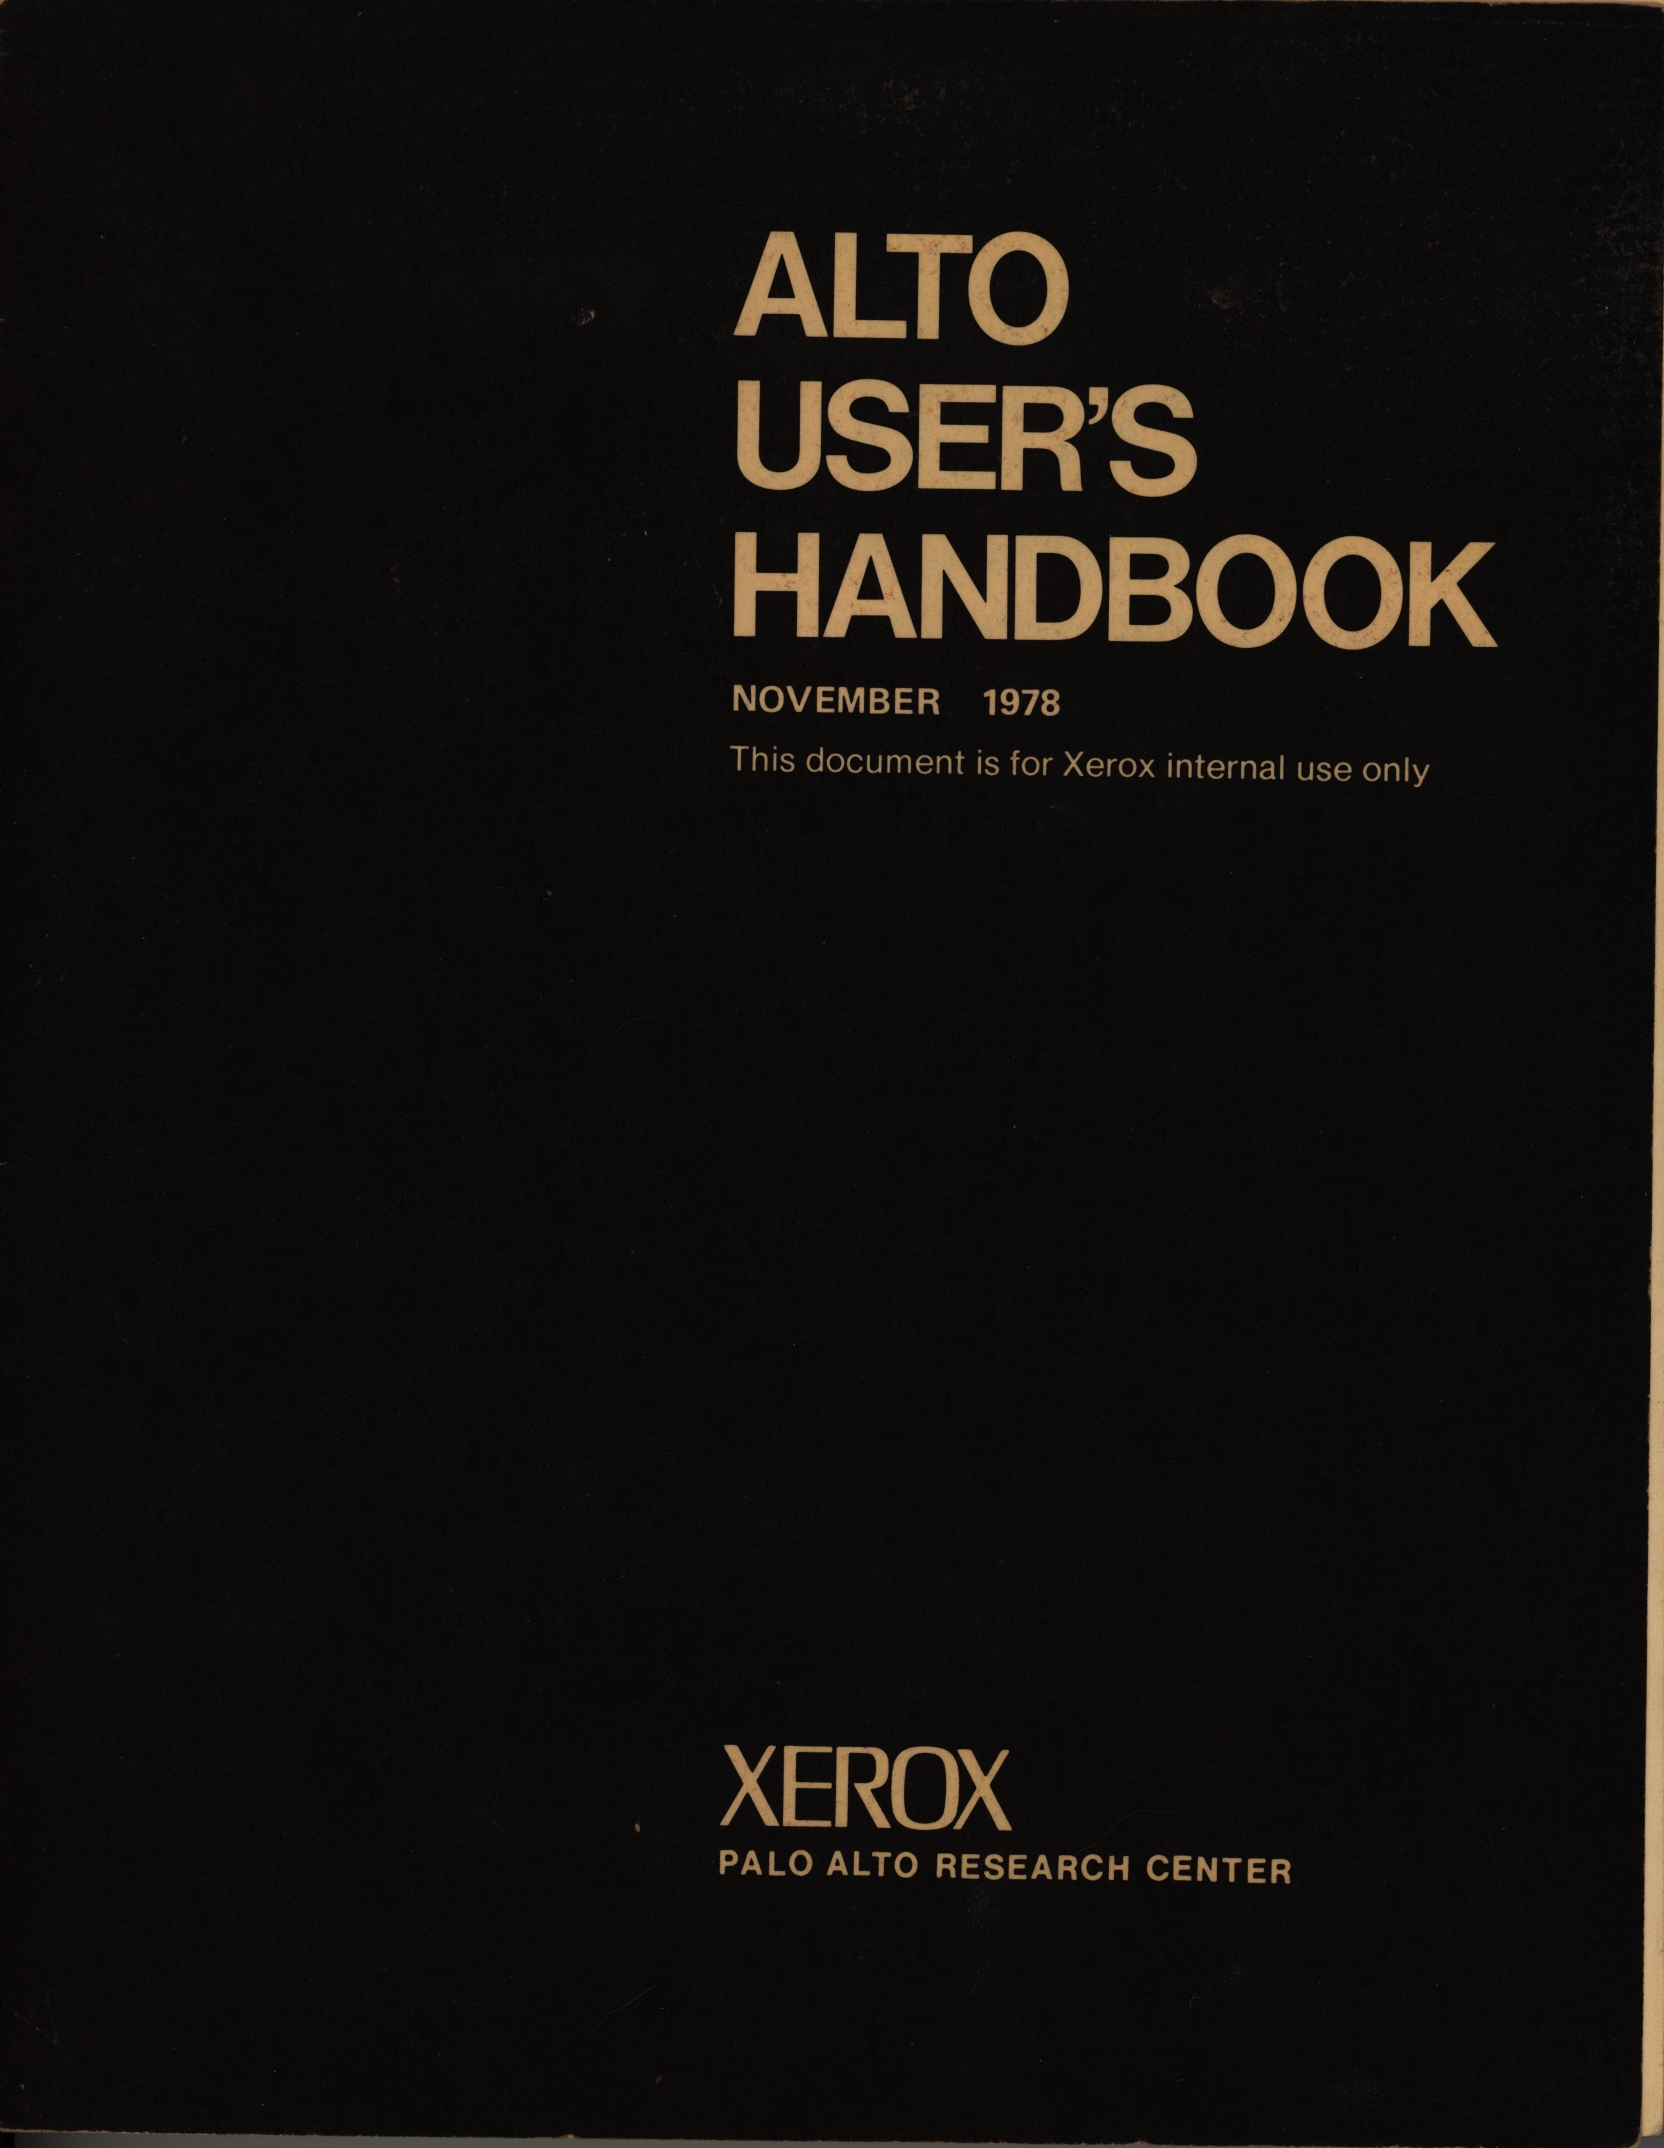 ALTO
USER'S
HANDBOOK
NOVEMBER 1978
This document is for Xerox internal use only
XEROX
PALO ALTO RESEARCH CENTER